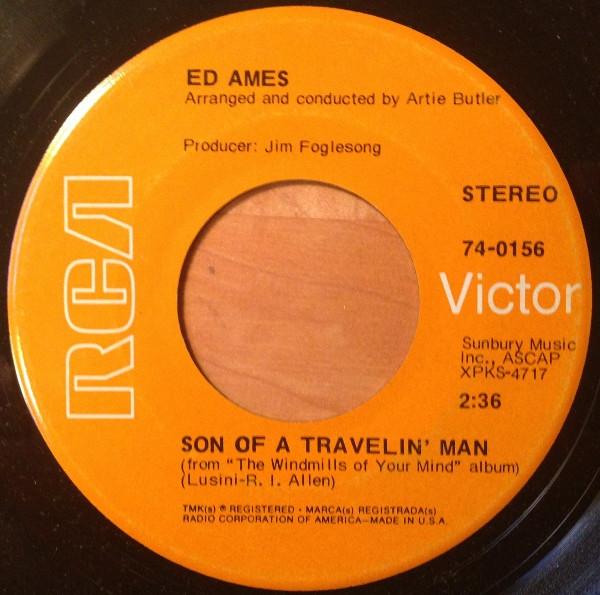 ED AMES
Arranged and conducted by Artie Butler
Producer: Jim Foglesong
RCA
STEREO
74-0156
Victor
Sunbury Music
Inc., ASCAP
XPKS-4717
2:36
SON OF A TRAVELIN' MAN
(from "The Windmills of Your Mind" album)
(Lusini-R. I. Allen)
TMK(s) ® REGISTERED • MARCA(s) REGISTRADA(s)
RADIO CORPORATION OF AMERICA—MADE IN U.S.A.